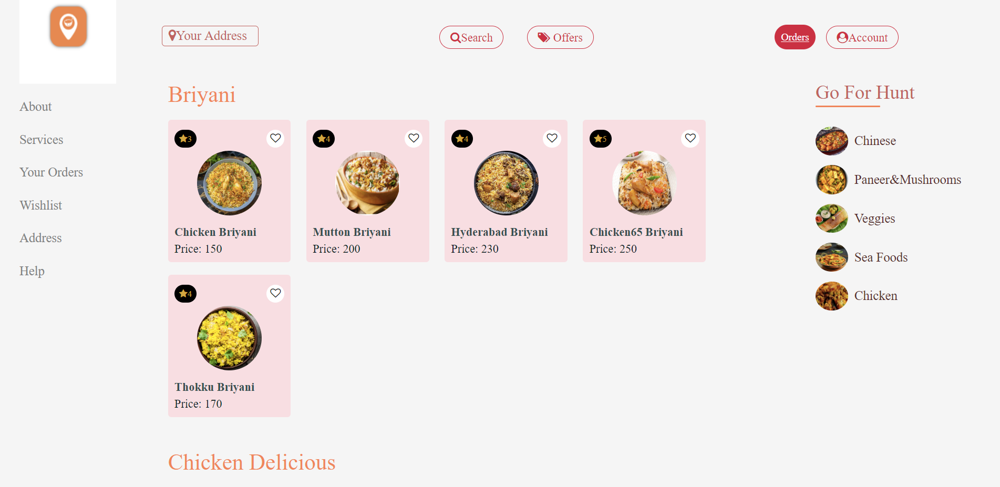 Your Address
Search
Offers
Orders
Account
About
Services
Your Orders
Wishlist
Address
Help
Briyani
3
Chicken Briyani
Price: 150
4
Mutton Briyani
Price: 200
4
Hyderabad Briyani
Price: 230
5
Chicken65 Briyani
Price: 250
4
Thokku Briyani
Price: 170
Chicken Delicious
Go For Hunt
Chinese
Paneer&Mushrooms
Veggies
Sea Foods
Chicken